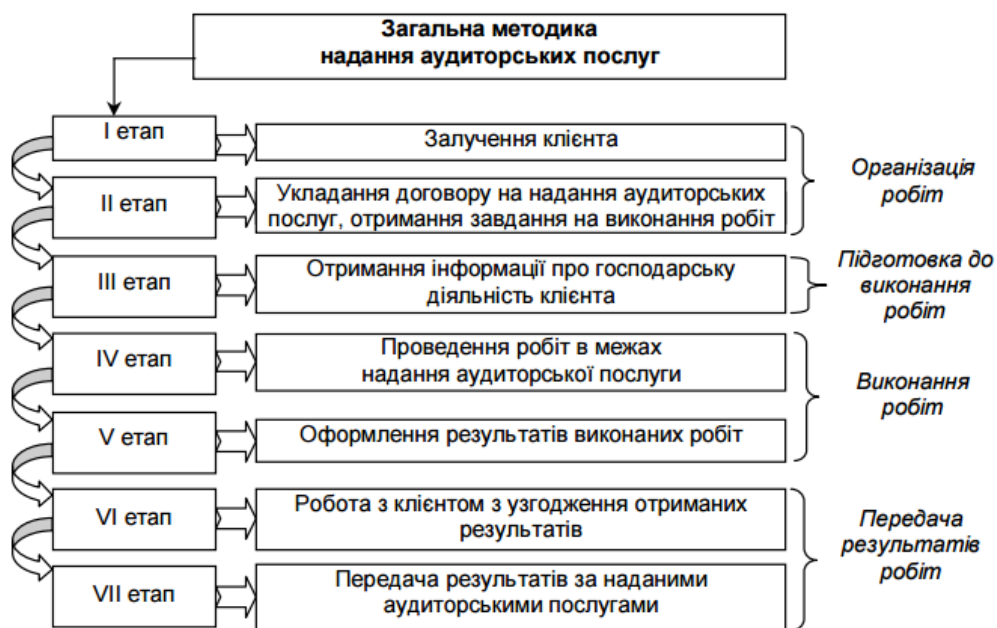 Загальна методика
надання аудиторських послуг
І етап
Залучення клієнта
ІІ етап
Укладання договору на надання аудиторських
послуг, отримання завдання на виконання робіт
Організація
робіт
ІІІ етап
Отримання інформації про господарську
діяльність клієнта
Підготовка до
виконання
робіт
IV етап
Проведення робіт в межах
надання аудиторської послуги
V етап
Оформлення результатів виконаних робіт
Виконання
робіт
VI етап
Робота з клієнтом з узгодження отриманих
результатів
VII етап
Передача результатів за наданими
аудиторськими послугами
Передача
результатів
робіт